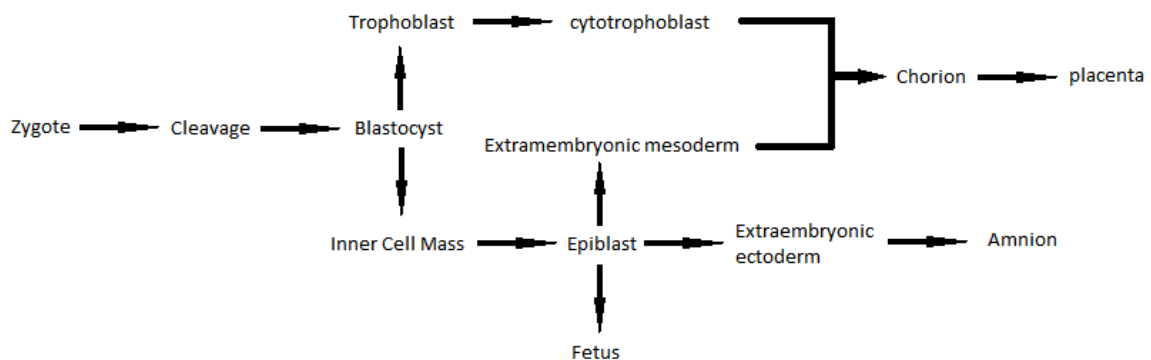 Trophoblast
cytotrophoblast
Chorion
placenta
Zygote
Cleavage
Blastocyst
Extramembryonic mesoderm
Inner Cell Mass
Epiblast
Extraembryonic
ectoderm
Amnion
Fetus